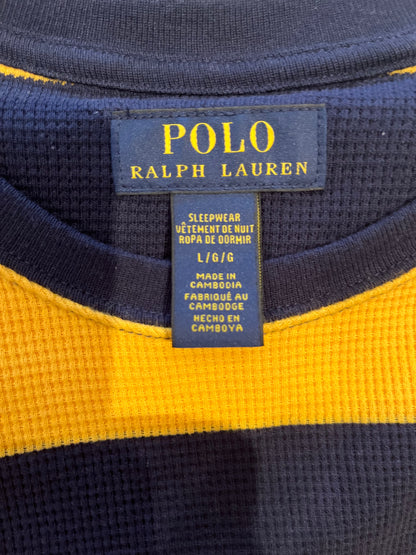 POLO
RALPH LAUREN
SLEEPWEAR
VÊTEMENT DE NUIT
ROPA DE DORMIR
L/G/G
MADE IN
CAMBODIA
FABRIQUÉ AU
CAMBODGE
HECHO EN
CAMBOYA